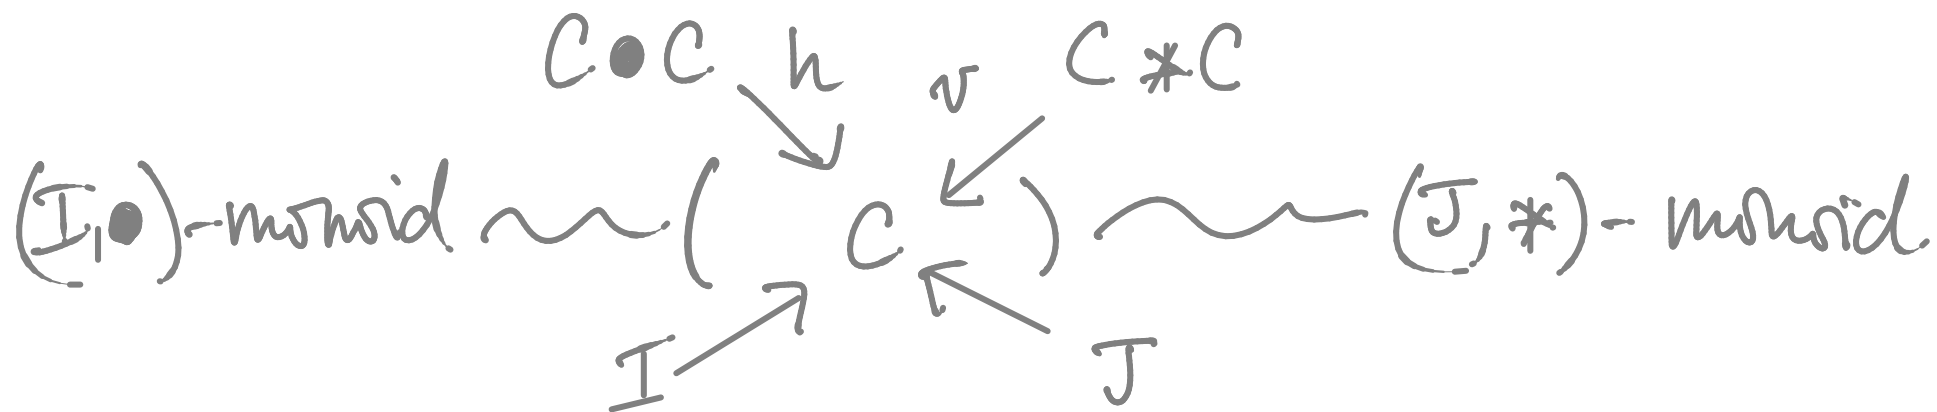 C•C h v C*C
(I,•)-monoid ( C ) (J,*)-monoid
I J